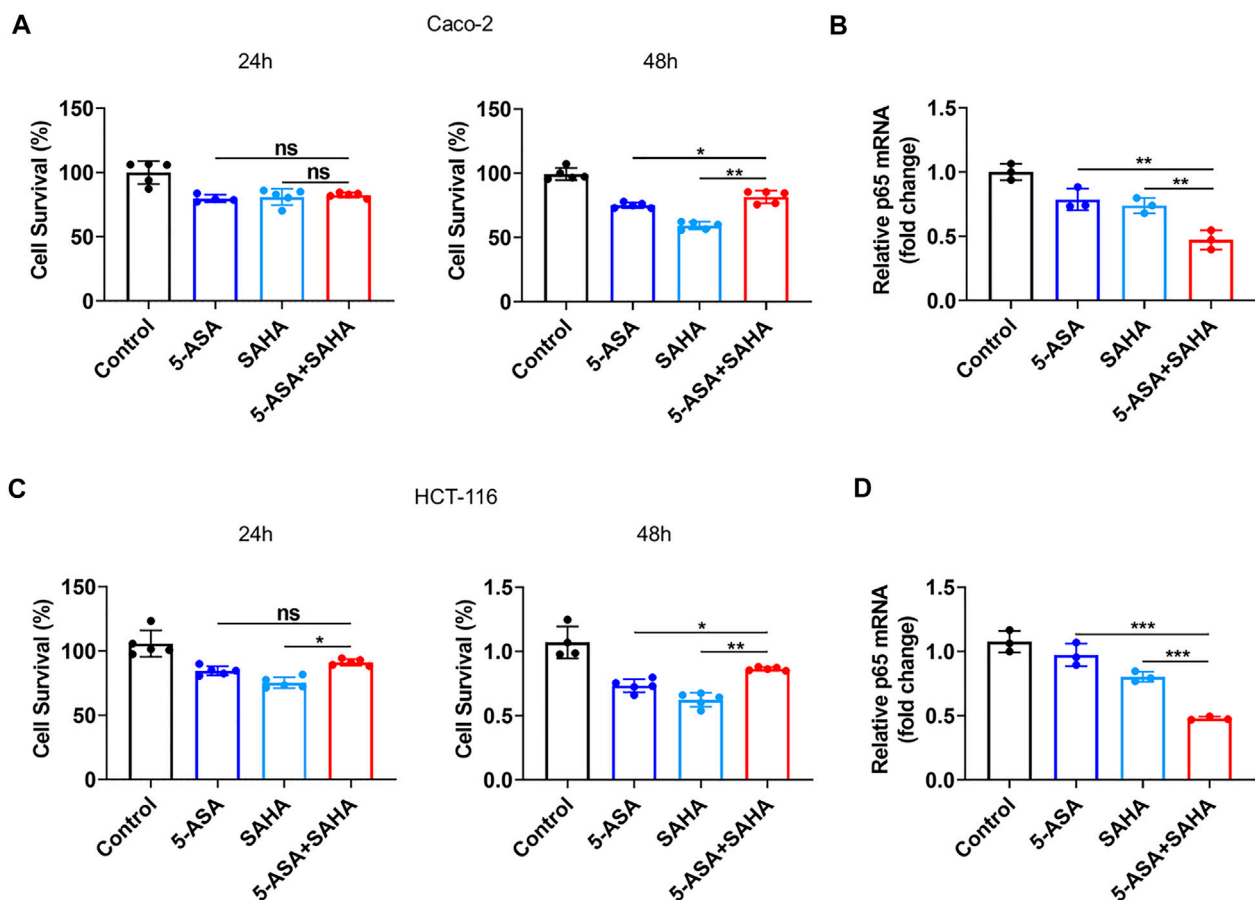 A
Caco-2
B
24h
48h
Cell Survival (%)
150
100
50
0
ns
ns
Control
5-ASA
SAHA
5-ASA+SAHA
Cell Survival (%)
150
100
50
0
*
**
Control
5-ASA
SAHA
5-ASA+SAHA
Relative p65 mRNA
(fold change)
1.5
1.0
0.5
0.0
**
**
Control
5-ASA
SAHA
5-ASA+SAHA
C
HCT-116
D
24h
48h
Cell Survival (%)
150
100
50
0
ns
*
Control
5-ASA
SAHA
5-ASA+SAHA
Cell Survival (%)
1.5
1.0
0.5
0.0
*
**
Control
5-ASA
SAHA
5-ASA+SAHA
Relative p65 mRNA
(fold change)
1.5
1.0
0.5
0.0
***
***
Control
5-ASA
SAHA
5-ASA+SAHA